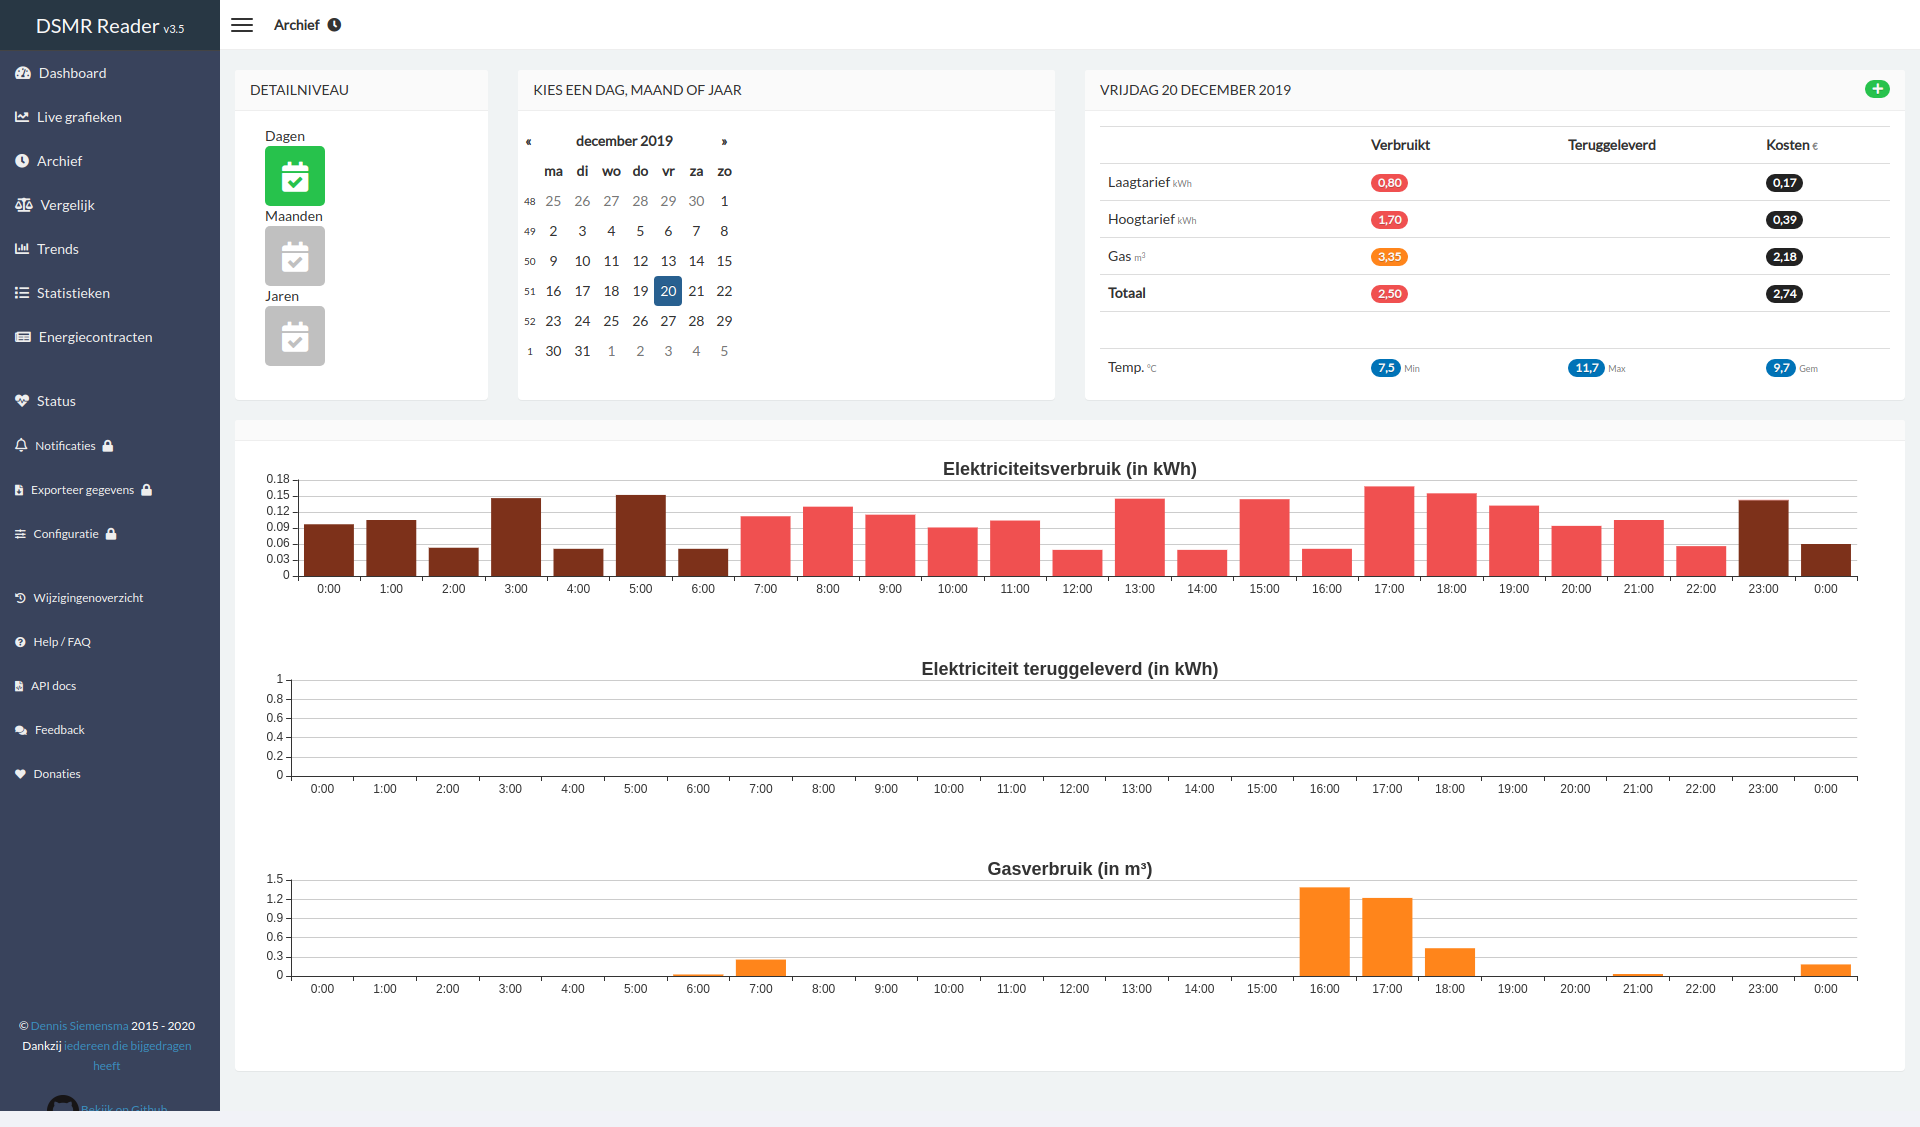 DSMR Reader v3.5
Dashboard
Live grafieken
Archief
Vergelijk
Trends
Statistieken
Energiecontracten
Status
Notificaties
Exporteer gegevens
Configuratie
Wijzigingenoverzicht
Help / FAQ
API docs
Feedback
Donaties
© Dennis Siemensma 2015 - 2020
Dankzij iedereen die bijgedragen
heeft
Bekijk op Github
Archief
DETAILNIVEAU
Dagen
Maanden
Jaren
KIES EEN DAG, MAAND OF JAAR
« december 2019 »
ma di wo do vr za zo
48 25 26 27 28 29 30 1
49 2 3 4 5 6 7 8
50 9 10 11 12 13 14 15
51 16 17 18 19 20 21 22
52 23 24 25 26 27 28 29
1 30 31 1 2 3 4 5
VRIJDAG 20 DECEMBER 2019
Verbruikt Teruggeleverd Kosten €
Laagtarief kWh 0,80 0,17
Hoogtarief kWh 1,70 0,39
Gas m³ 3,35 2,18
Totaal 2,50 2,74
Temp. °C 7,5 Min 11,7 Max 9,7 Gem
Elektriciteitsverbruik (in kWh)
0.18
0.15
0.12
0.09
0.06
0.03
0
0:00 1:00 2:00 3:00 4:00 5:00 6:00 7:00 8:00 9:00 10:00 11:00 12:00 13:00 14:00 15:00 16:00 17:00 18:00 19:00 20:00 21:00 22:00 23:00 0:00
Elektriciteit teruggeleverd (in kWh)
1
0.8
0.6
0.4
0.2
0
0:00 1:00 2:00 3:00 4:00 5:00 6:00 7:00 8:00 9:00 10:00 11:00 12:00 13:00 14:00 15:00 16:00 17:00 18:00 19:00 20:00 21:00 22:00 23:00 0:00
Gasverbruik (in m³)
1.5
1.2
0.9
0.6
0.3
0
0:00 1:00 2:00 3:00 4:00 5:00 6:00 7:00 8:00 9:00 10:00 11:00 12:00 13:00 14:00 15:00 16:00 17:00 18:00 19:00 20:00 21:00 22:00 23:00 0:00